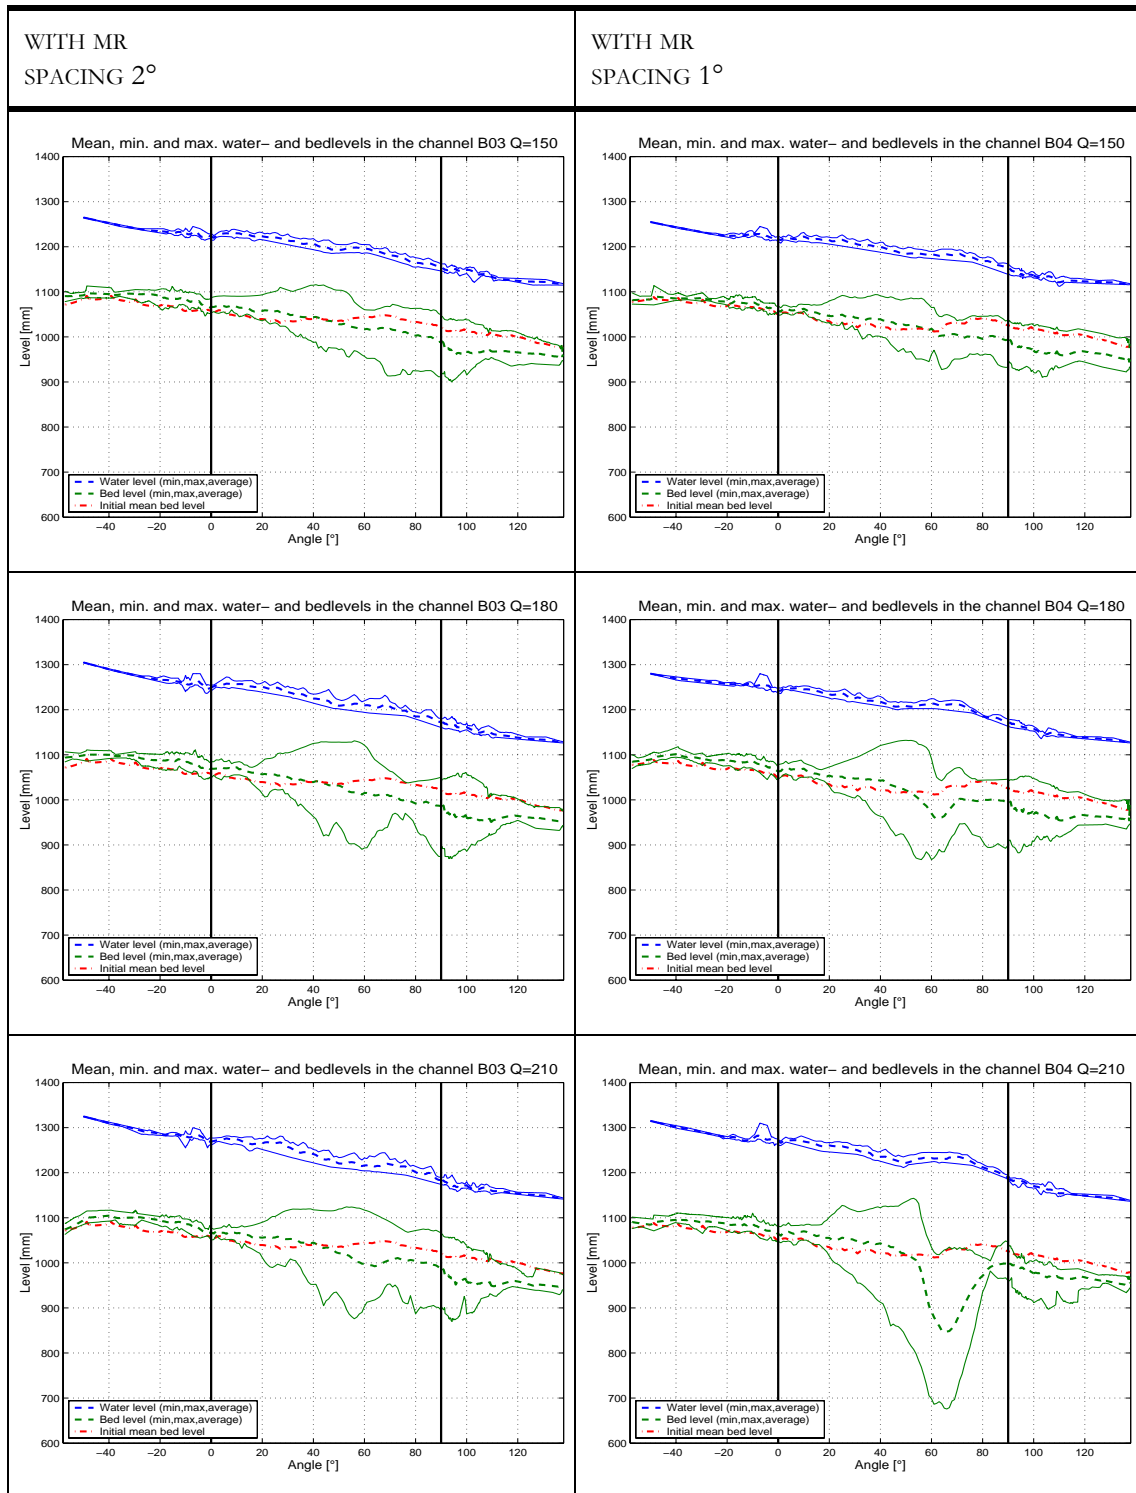 WITH MR
SPACING 2°
WITH MR
SPACING 1°
Mean, min. and max. water- and bedlevels in the channel B03 Q=150
1400
1300
1200
1100
1000
900
800
700
600
Level [mm]
Water level (min,max,average)
Bed level (min,max,average)
Initial mean bed level
-40 -20 0 20 40 60 80 100 120
Angle [°]
Mean, min. and max. water- and bedlevels in the channel B04 Q=150
1400
1300
1200
1100
1000
900
800
700
600
Level [mm]
Water level (min,max,average)
Bed level (min,max,average)
Initial mean bed level
-40 -20 0 20 40 60 80 100 120
Angle [°]
Mean, min. and max. water- and bedlevels in the channel B03 Q=180
1400
1300
1200
1100
1000
900
800
700
600
Level [mm]
Water level (min,max,average)
Bed level (min,max,average)
Initial mean bed level
-40 -20 0 20 40 60 80 100 120
Angle [°]
Mean, min. and max. water- and bedlevels in the channel B04 Q=180
1400
1300
1200
1100
1000
900
800
700
600
Level [mm]
Water level (min,max,average)
Bed level (min,max,average)
Initial mean bed level
-40 -20 0 20 40 60 80 100 120
Angle [°]
Mean, min. and max. water- and bedlevels in the channel B03 Q=210
1400
1300
1200
1100
1000
900
800
700
600
Level [mm]
Water level (min,max,average)
Bed level (min,max,average)
Initial mean bed level
-40 -20 0 20 40 60 80 100 120
Angle [°]
Mean, min. and max. water- and bedlevels in the channel B04 Q=210
1400
1300
1200
1100
1000
900
800
700
600
Level [mm]
Water level (min,max,average)
Bed level (min,max,average)
Initial mean bed level
-40 -20 0 20 40 60 80 100 120
Angle [°]